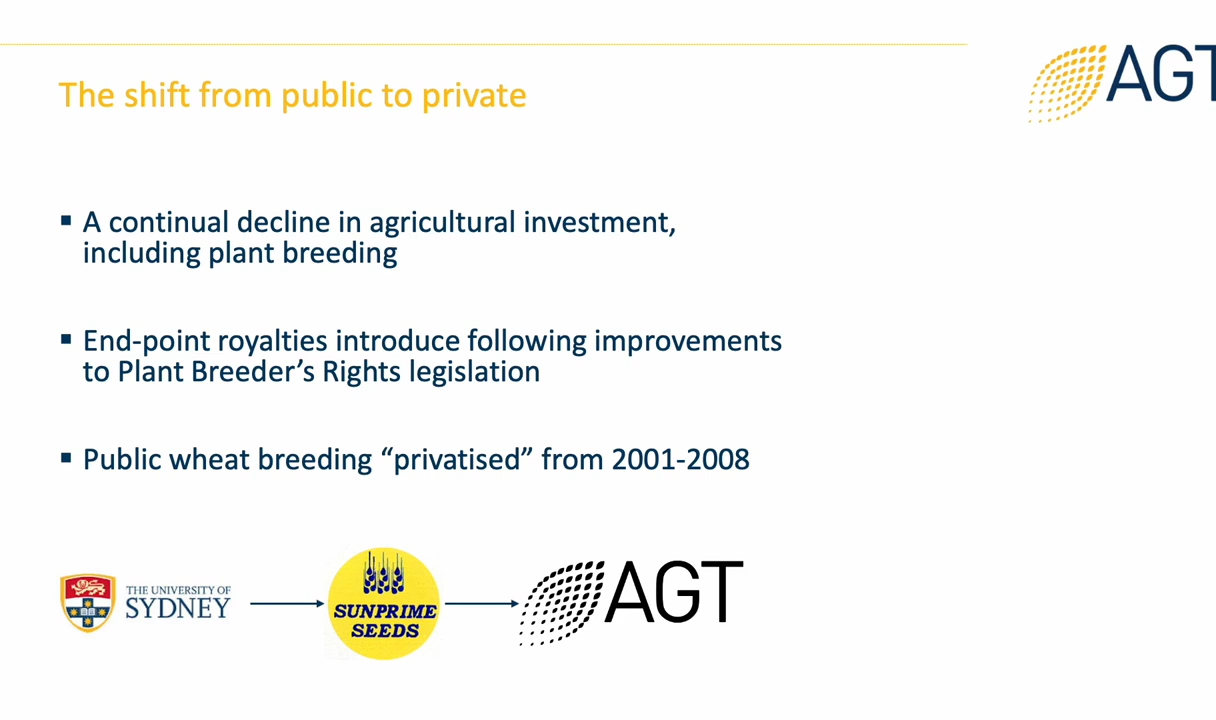 AGT
The shift from public to private
▪ A continual decline in agricultural investment,
including plant breeding
▪ End-point royalties introduce following improvements
to Plant Breeder’s Rights legislation
▪ Public wheat breeding “privatised” from 2001-2008
THE UNIVERSITY OF
SYDNEY
SUNPRIME
SEEDS
AGT